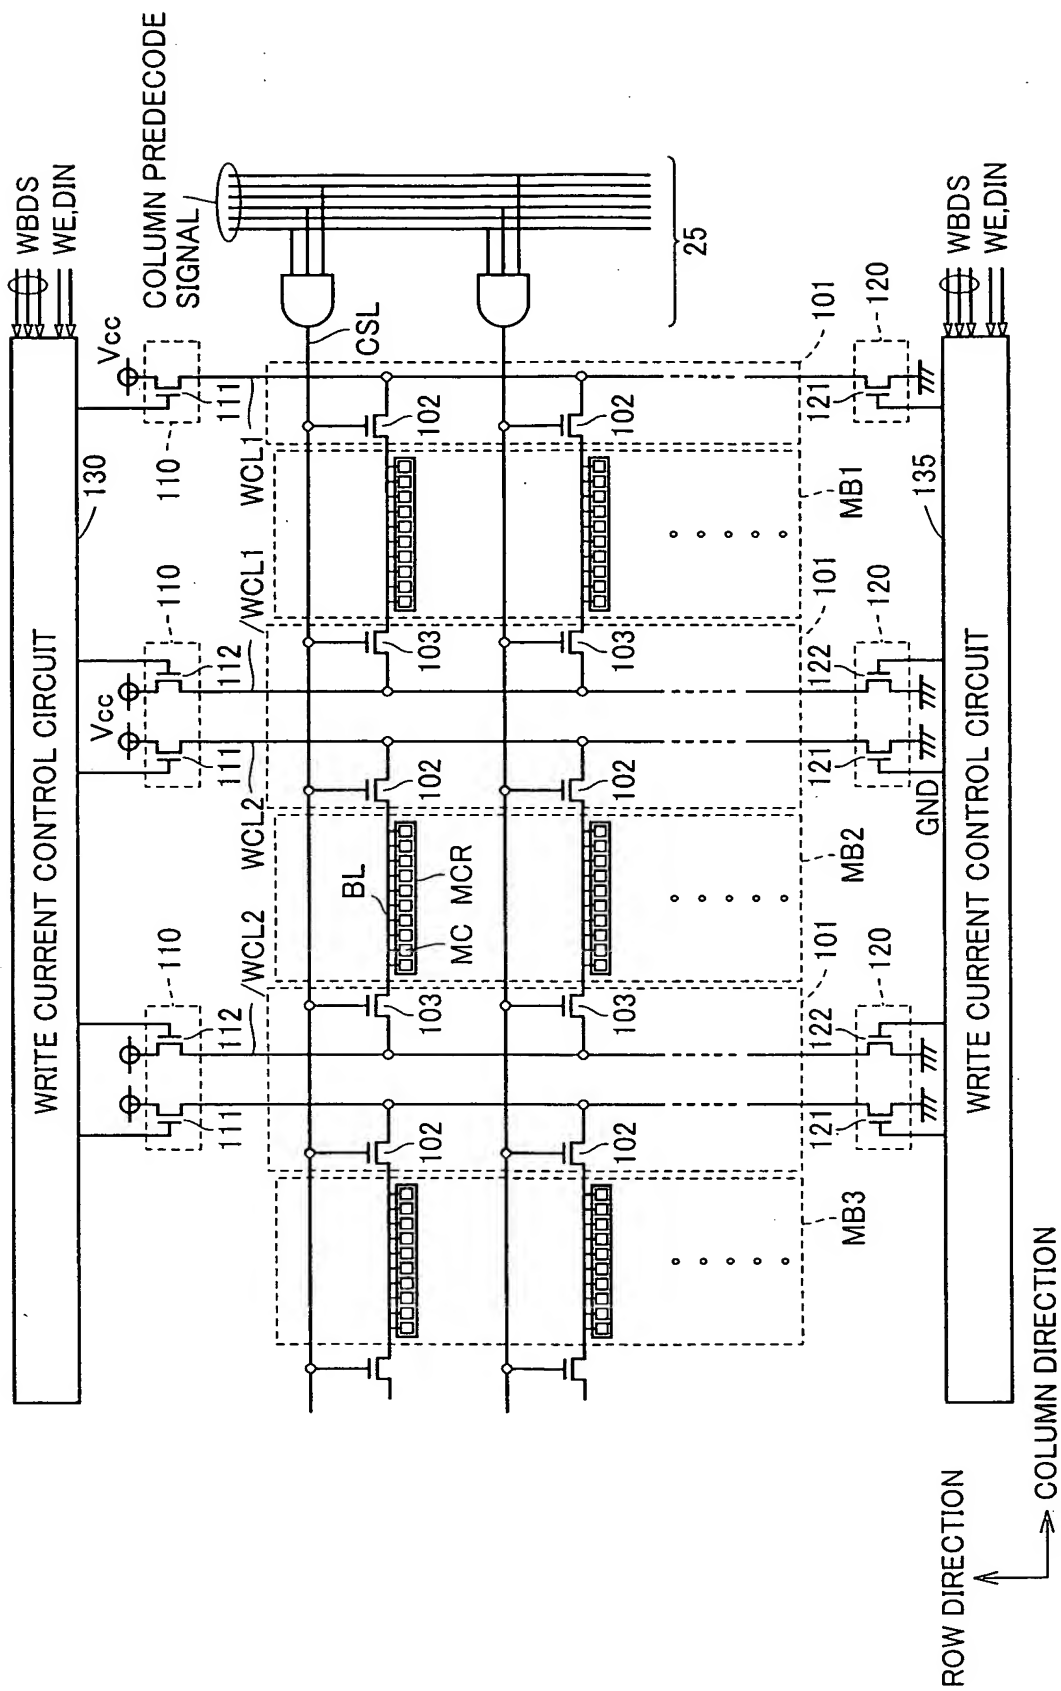 WRITE CURRENT CONTROL CIRCUIT
WBDS
WE,DIN
130
COLUMN PREDECODE
SIGNAL
110
112
111
Vcc
110
112
111
Vcc
110
111
/WCL2
WCL2
/WCL1
WCL1
CSL
25
BL
MC
MCR
103
102
103
102
102
103
102
103
102
102
MB3
101
MB2
101
MB1
101
120
122
121
120
122
121
120
121
GND
135
WRITE CURRENT CONTROL CIRCUIT
WBDS
WE,DIN
ROW DIRECTION
COLUMN DIRECTION